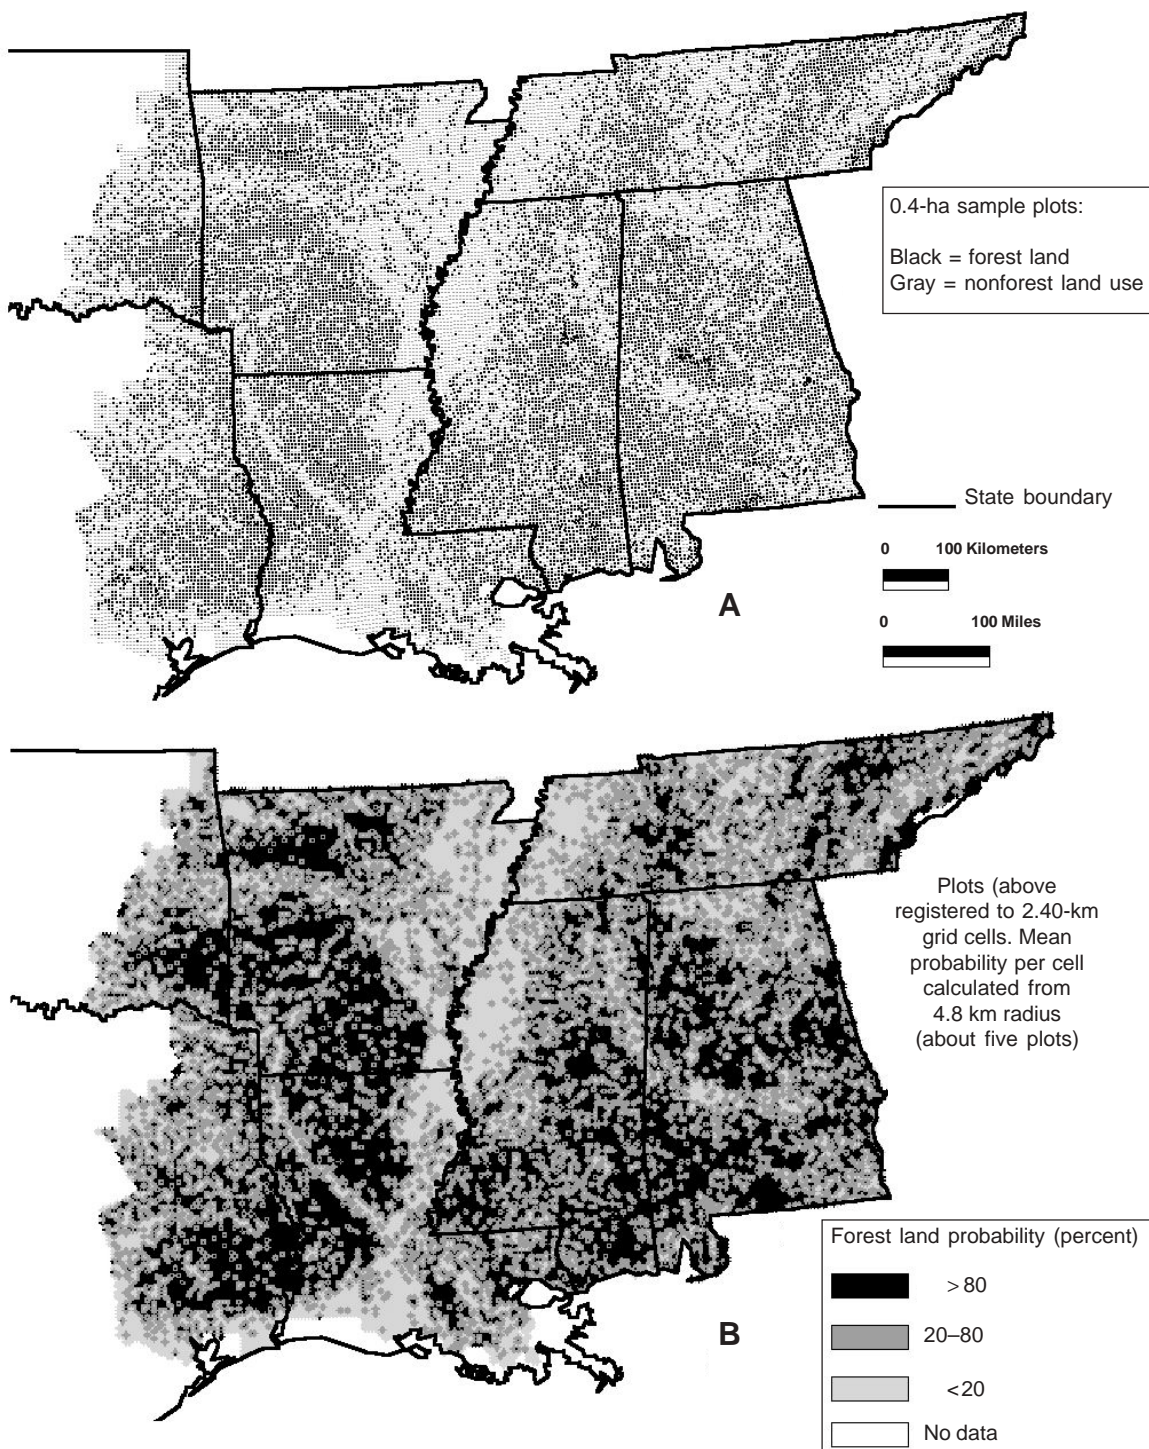 0.4-ha sample plots:
Black = forest land
Gray = nonforest land use
State boundary
0 100 Kilometers
0 100 Miles
A
Plots (above
registered to 2.40-km
grid cells. Mean
probability per cell
calculated from
4.8 km radius
(about five plots)
Forest land probability (percent)
> 80
20–80
< 20
No data
B